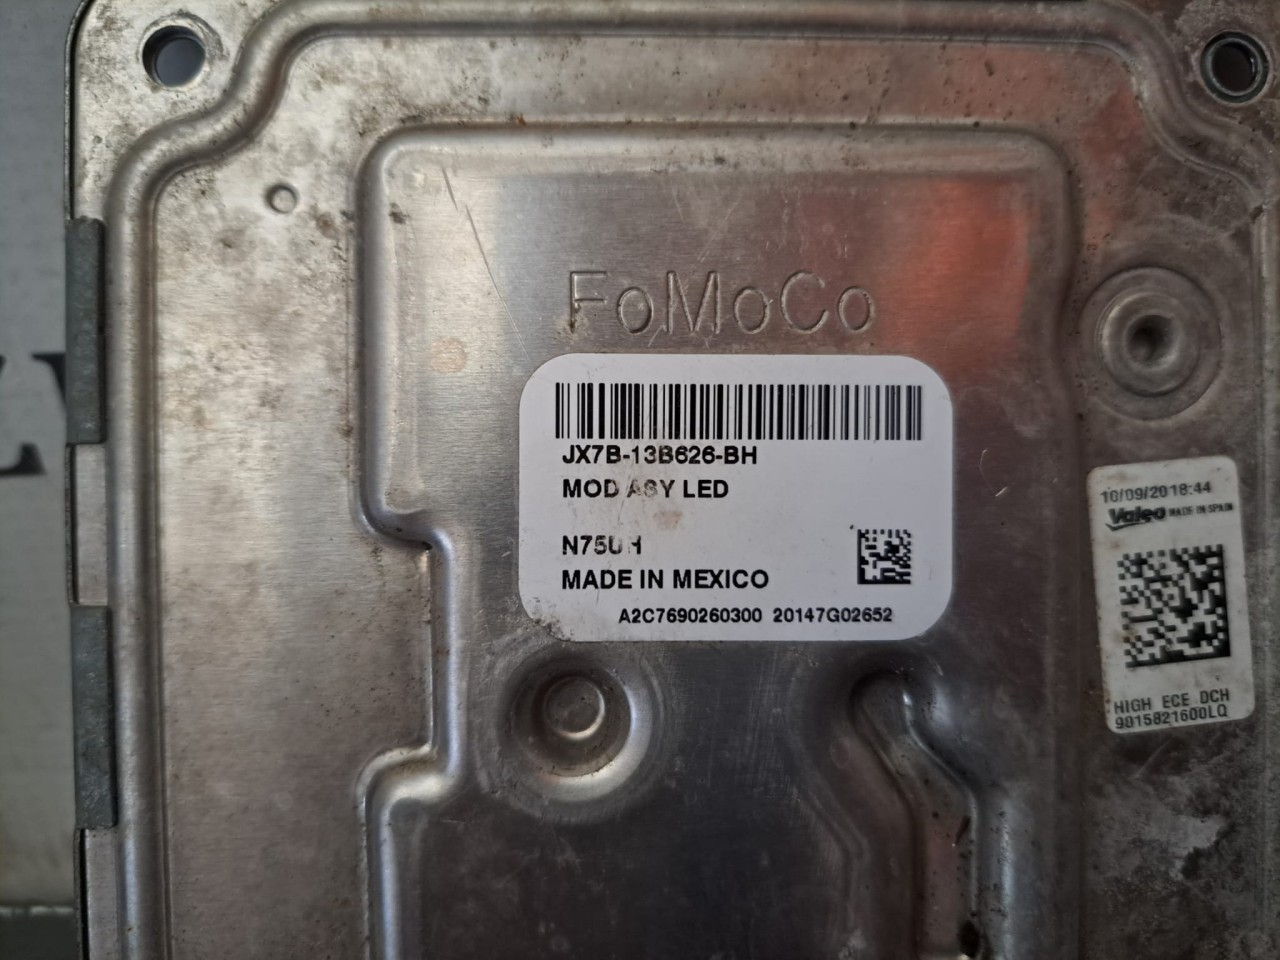 FoMoCo
JX7B-13B626-BH
MOD ASY LED
N75UH
MADE IN MEXICO
A2C7690260300 20147G02652
10/09/2018:44
Valeo MADE IN SPAIN
HIGH ECE DCH
9015821600LQ